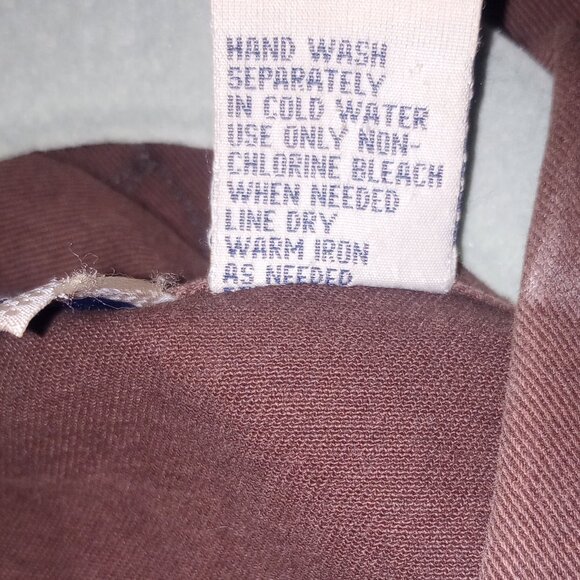 HAND WASH
SEPARATELY
IN COLD WATER
USE ONLY NON-
CHLORINE BLEACH
WHEN NEEDED
LINE DRY
WARM IRON
AS NEEDED